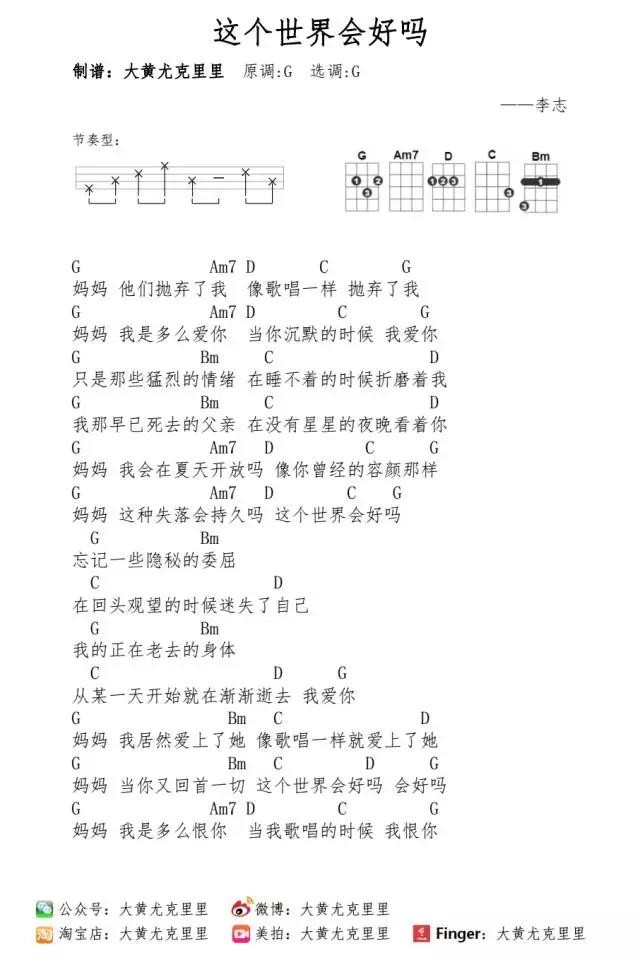 这个世界会好吗
制谱：大黄尤克里里 原调:G 选调:G
——李志
节奏型：
G Am7 D C Bm
G Am7 D C G
妈妈 他们抛弃了我 像歌唱一样 抛弃了我
G Am7 D C G
妈妈 我是多么爱你 当你沉默的时候 我爱你
G Bm C D
只是那些猛烈的情绪 在睡不着的时候折磨着我
G Bm C D
我那早已死去的父亲 在没有星星的夜晚看着你
G Am7 D C G
妈妈 我会在夏天开放吗 像你曾经的容颜那样
G Am7 D C G
妈妈 这种失落会持久吗 这个世界会好吗
G Bm
忘记一些隐秘的委屈
C D
在回头观望的时候迷失了自己
G Bm
我的正在老去的身体
C D G
从某一天开始就在渐渐逝去 我爱你
G Bm C D
妈妈 我居然爱上了她 像歌唱一样就爱上了她
G Bm C D G
妈妈 当你又回首一切 这个世界会好吗 会好吗
G Am7 D C G
妈妈 我是多么恨你 当我歌唱的时候 我恨你
公众号：大黄尤克里里 微博：大黄尤克里里
淘宝店：大黄尤克里里 美拍：大黄尤克里里 Finger：大黄尤克里里